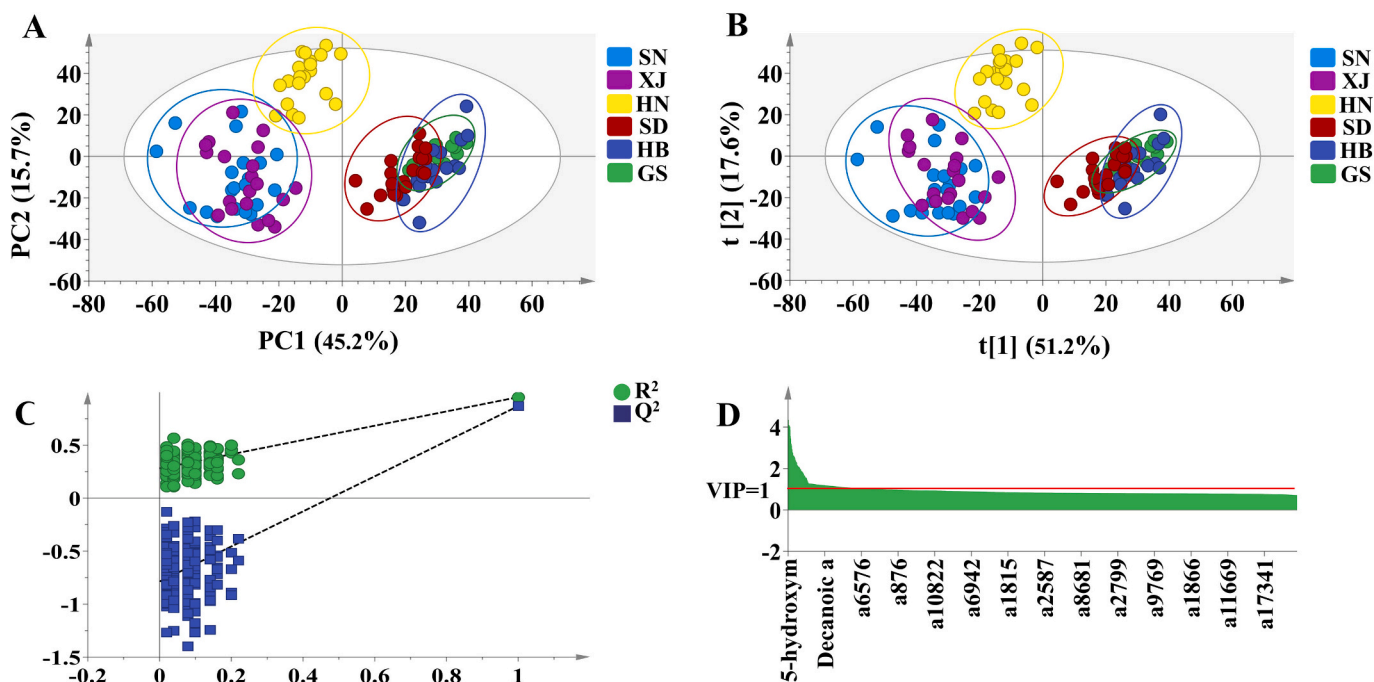 A
PC2 (15.7%)
40
20
0
-20
-40
-60
-80
-60
-40
-20
0
20
40
60
PC1 (45.2%)
SN
XJ
HN
SD
HB
GS
B
t [2] (17.6%)
40
20
0
-20
-40
-60
-80
-60
-40
-20
0
20
40
60
t[1] (51.2%)
SN
XJ
HN
SD
HB
GS
C
R²
Q²
0.5
0
-0.5
-1
-1.5
-0.2
0
0.2
0.4
0.6
0.8
1
D
4
2
VIP=1
0
-2
5-hydroxym
Decanoic a
a6576
a876
a10822
a6942
a1815
a2587
a8681
a2799
a9769
a1866
a11669
a17341